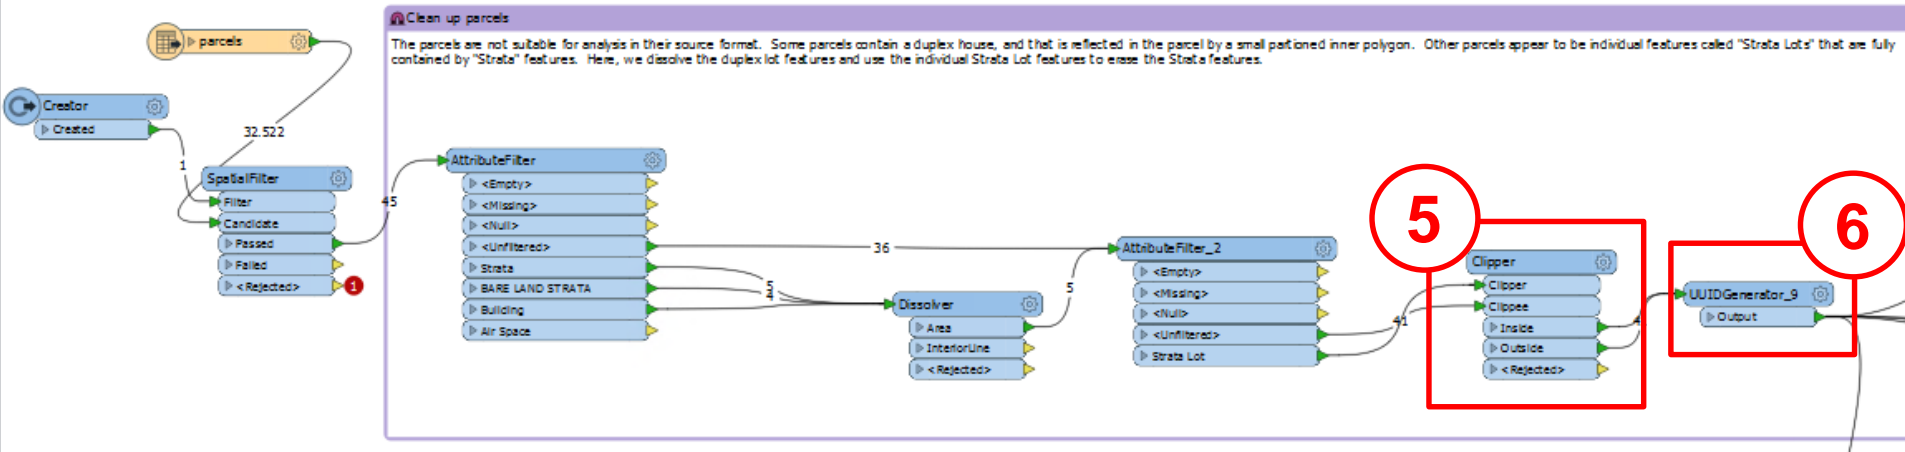 Clean up parcels
The parcels are not suitable for analysis in their source format. Some parcels contain a duplex house, and that is reflected in the parcel by a small partioned inner polygon. Other parcels appear to be individual features called "Strata Lots" that are fully
contained by "Strata" features. Here, we dissolve the duplex lot features and use the individual Strata Lot features to erase the Strata features.
parcels
Creator
Created
32.522
1
SpatialFilter
Filter
Candidate
Passed
Failed
<Rejected>
1
45
AttributeFilter
<Empty>
<Missing>
<Null>
<Unfiltered>
Strata
BARE LAND STRATA
Building
Air Space
36
5
4
Dissolver
Area
InteriorLine
<Rejected>
5
AttributeFilter_2
<Empty>
<Missing>
<Null>
<Unfiltered>
Strata Lot
41
5
Clipper
Clipper
Clippee
Inside
Outside
<Rejected>
6
UUIDGenerator_9
Output